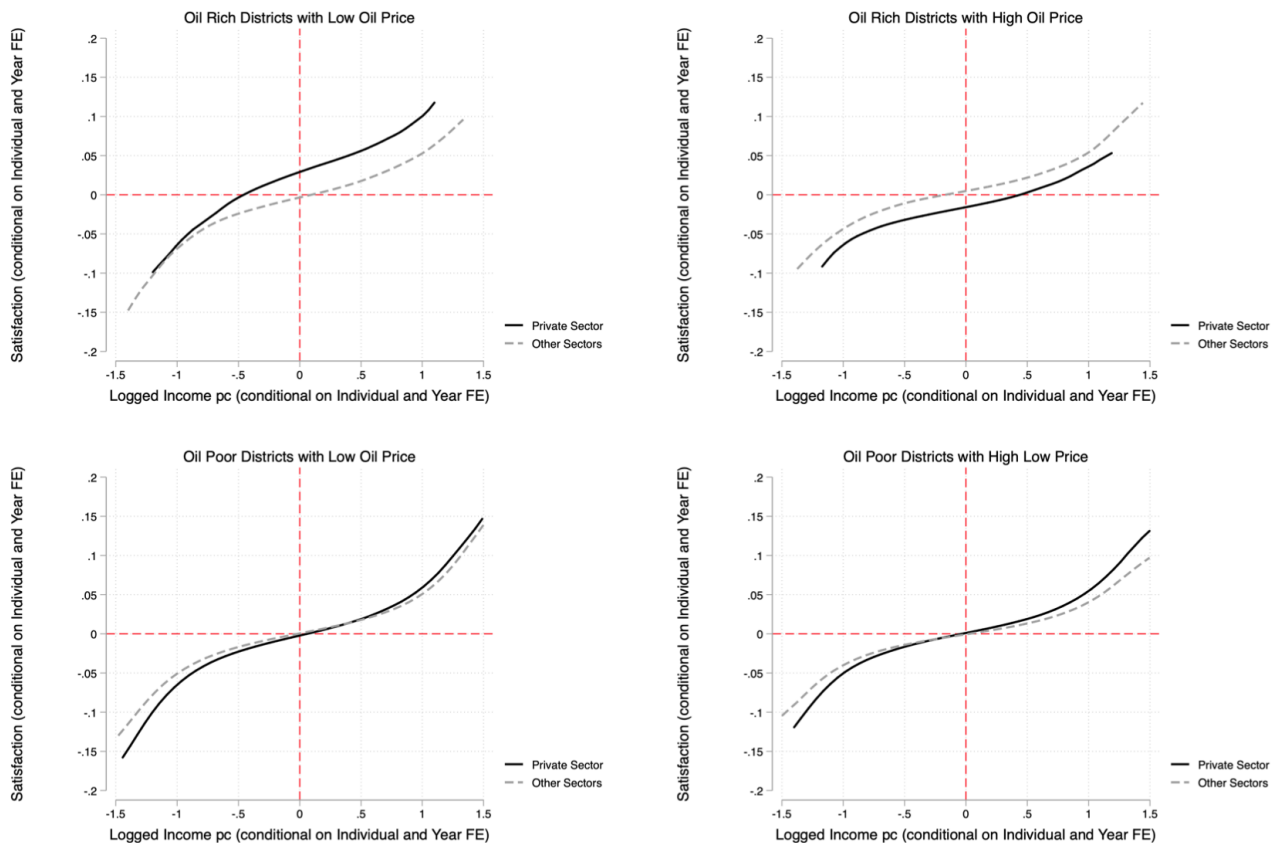 Oil Rich Districts with Low Oil Price
Satisfaction (conditional on Individual and Year FE)
.2
.15
.1
.05
0
-.05
-.1
-.15
-.2
-1.5 -1 -.5 0 .5 1 1.5
Logged Income pc (conditional on Individual and Year FE)
Private Sector
Other Sectors
Oil Rich Districts with High Oil Price
Satisfaction (conditional on Individual and Year FE)
.2
.15
.1
.05
0
-.05
-.1
-.15
-.2
-1.5 -1 -.5 0 .5 1 1.5
Logged Income pc (conditional on Individual and Year FE)
Private Sector
Other Sectors
Oil Poor Districts with Low Oil Price
Satisfaction (conditional on Individual and Year FE)
.2
.15
.1
.05
0
-.05
-.1
-.15
-.2
-1.5 -1 -.5 0 .5 1 1.5
Logged Income pc (conditional on Individual and Year FE)
Private Sector
Other Sectors
Oil Poor Districts with High Low Price
Satisfaction (conditional on Individual and Year FE)
.2
.15
.1
.05
0
-.05
-.1
-.15
-.2
-1.5 -1 -.5 0 .5 1 1.5
Logged Income pc (conditional on Individual and Year FE)
Private Sector
Other Sectors